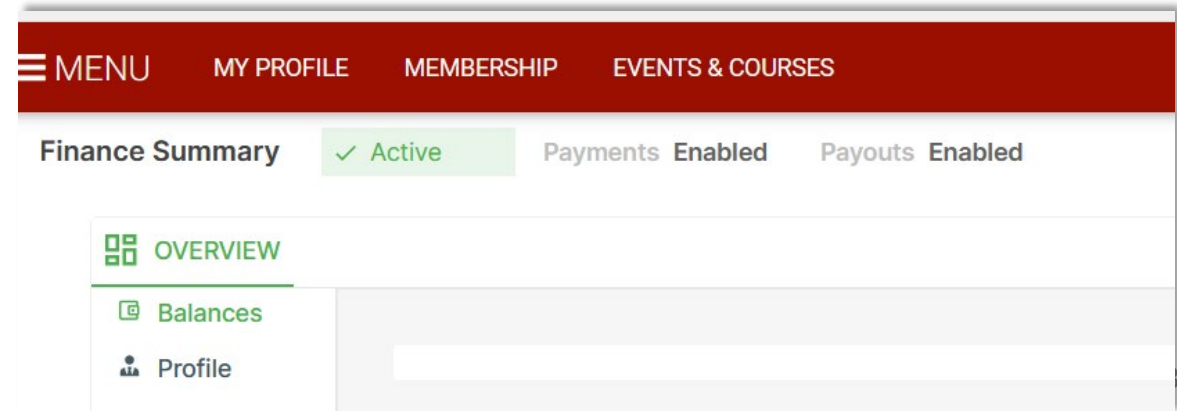 MENU MY PROFILE MEMBERSHIP EVENTS & COURSES
Finance Summary Active Payments Enabled Payouts Enabled
OVERVIEW
Balances
Profile